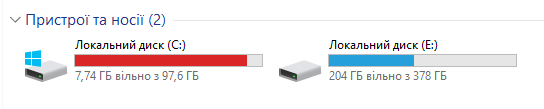 Пристрої та носії (2)
Локальний диск (C:)
7,74 ГБ вільно з 97,6 ГБ
Локальний диск (E:)
204 ГБ вільно з 378 ГБ